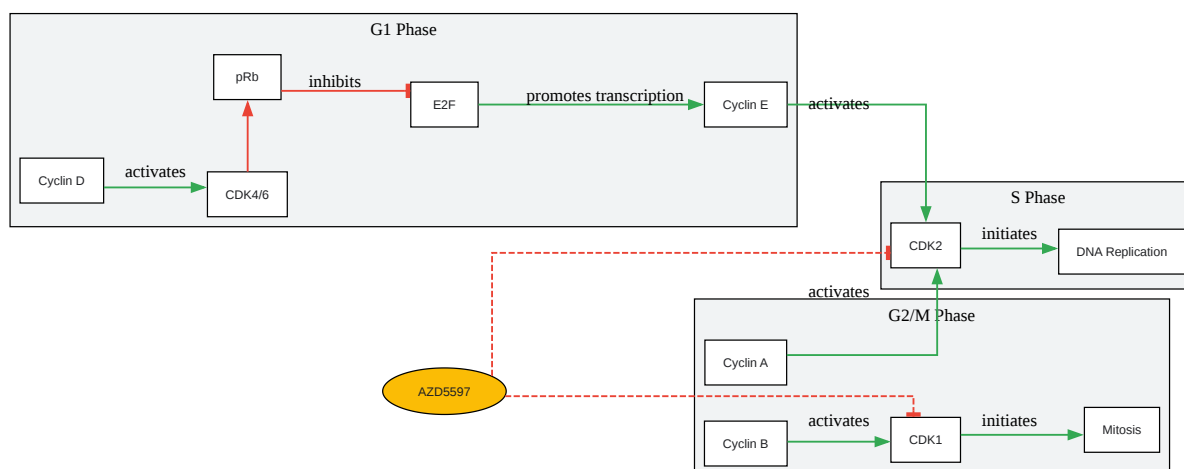 G1 Phase
pRb
inhibits
E2F
promotes transcription
Cyclin E
activates
Cyclin D
activates
CDK4/6
S Phase
CDK2
initiates
DNA Replication
activates
G2/M Phase
Cyclin A
AZD5597
Cyclin B
activates
CDK1
initiates
Mitosis